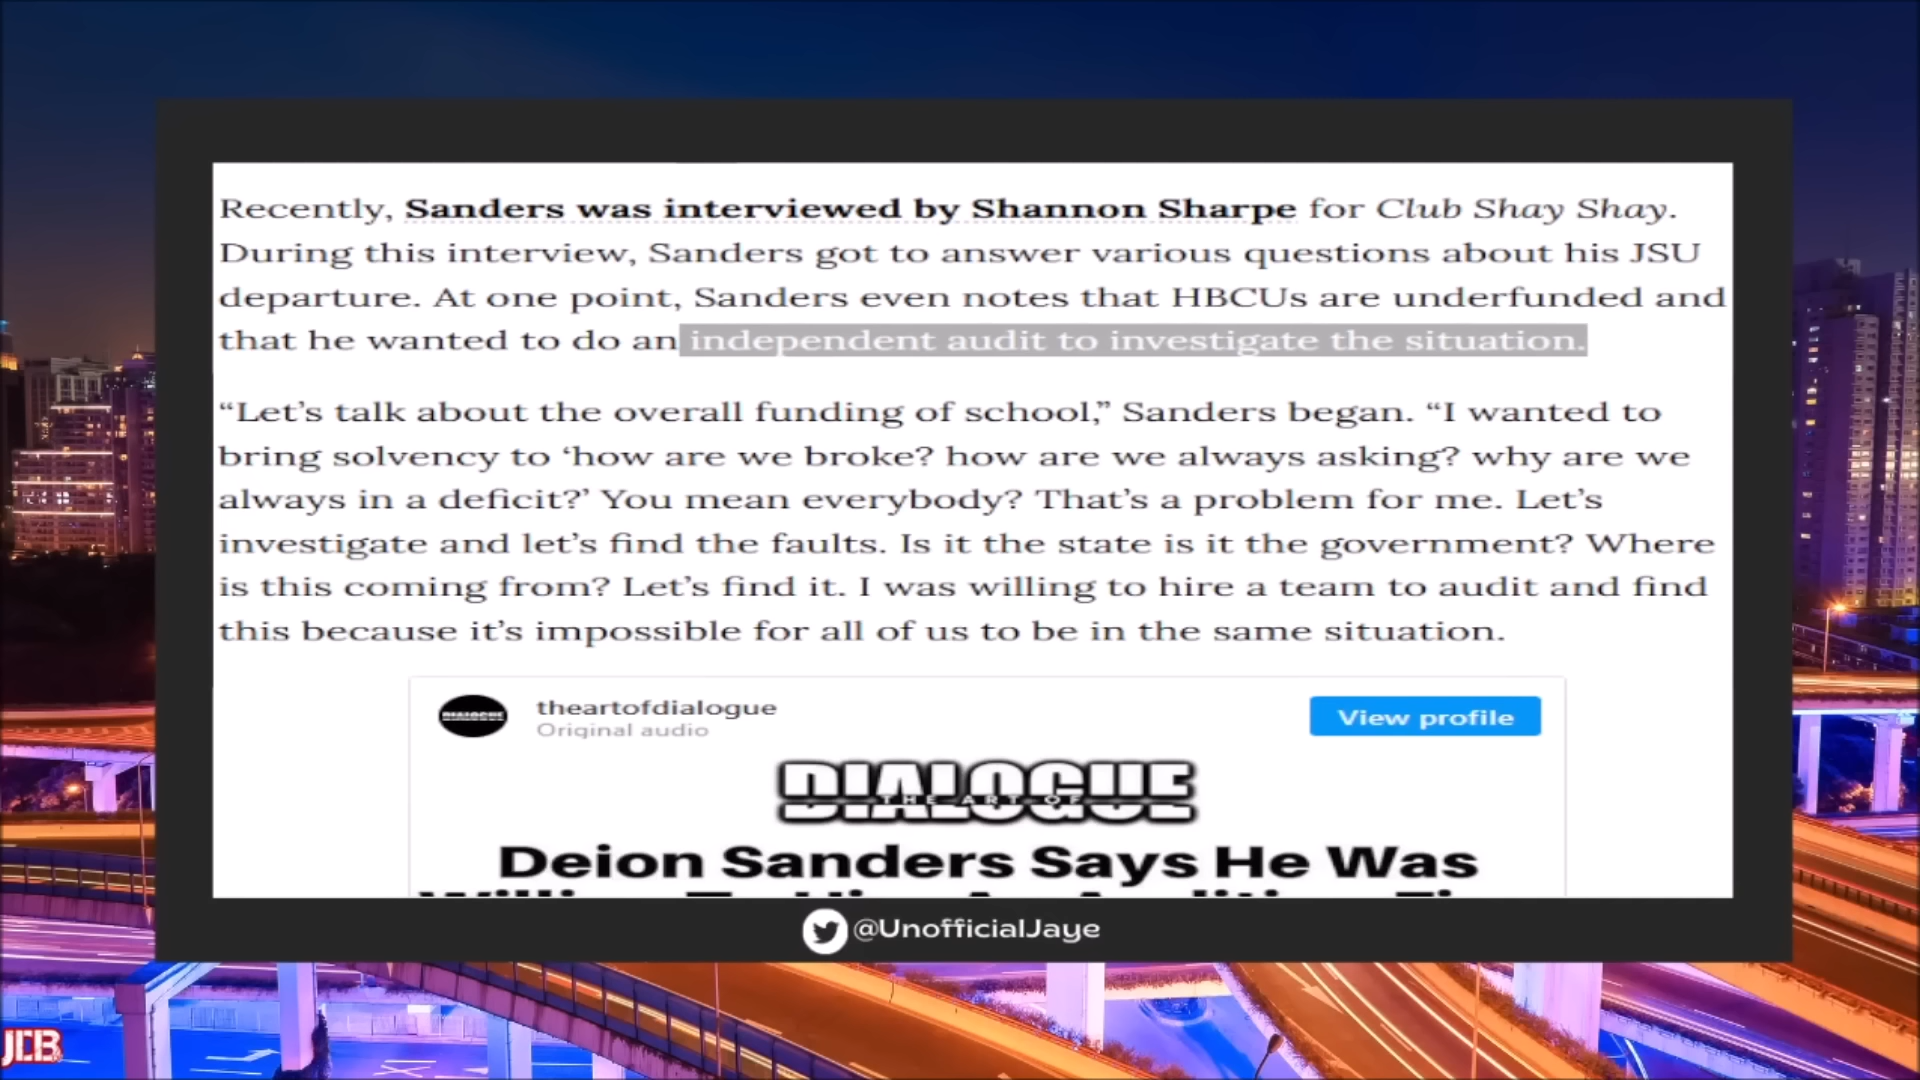 Recently, Sanders was interviewed by Shannon Sharpe for Club Shay Shay.
During this interview, Sanders got to answer various questions about his JSU
departure. At one point, Sanders even notes that HBCUs are underfunded and
that he wanted to do an independent audit to investigate the situation.
“Let’s talk about the overall funding of school,” Sanders began. “I wanted to
bring solvency to ‘how are we broke? how are we always asking? why are we
always in a deficit?’ You mean everybody? That’s a problem for me. Let’s
investigate and let’s find the faults. Is it the state is it the government? Where
is this coming from? Let’s find it. I was willing to hire a team to audit and find
this because it’s impossible for all of us to be in the same situation.
DIALOGUE
theartofdialogue
Original audio
View profile
DIALOGUE
THE ART OF
Deion Sanders Says He Was
@UnofficialJaye
JCB